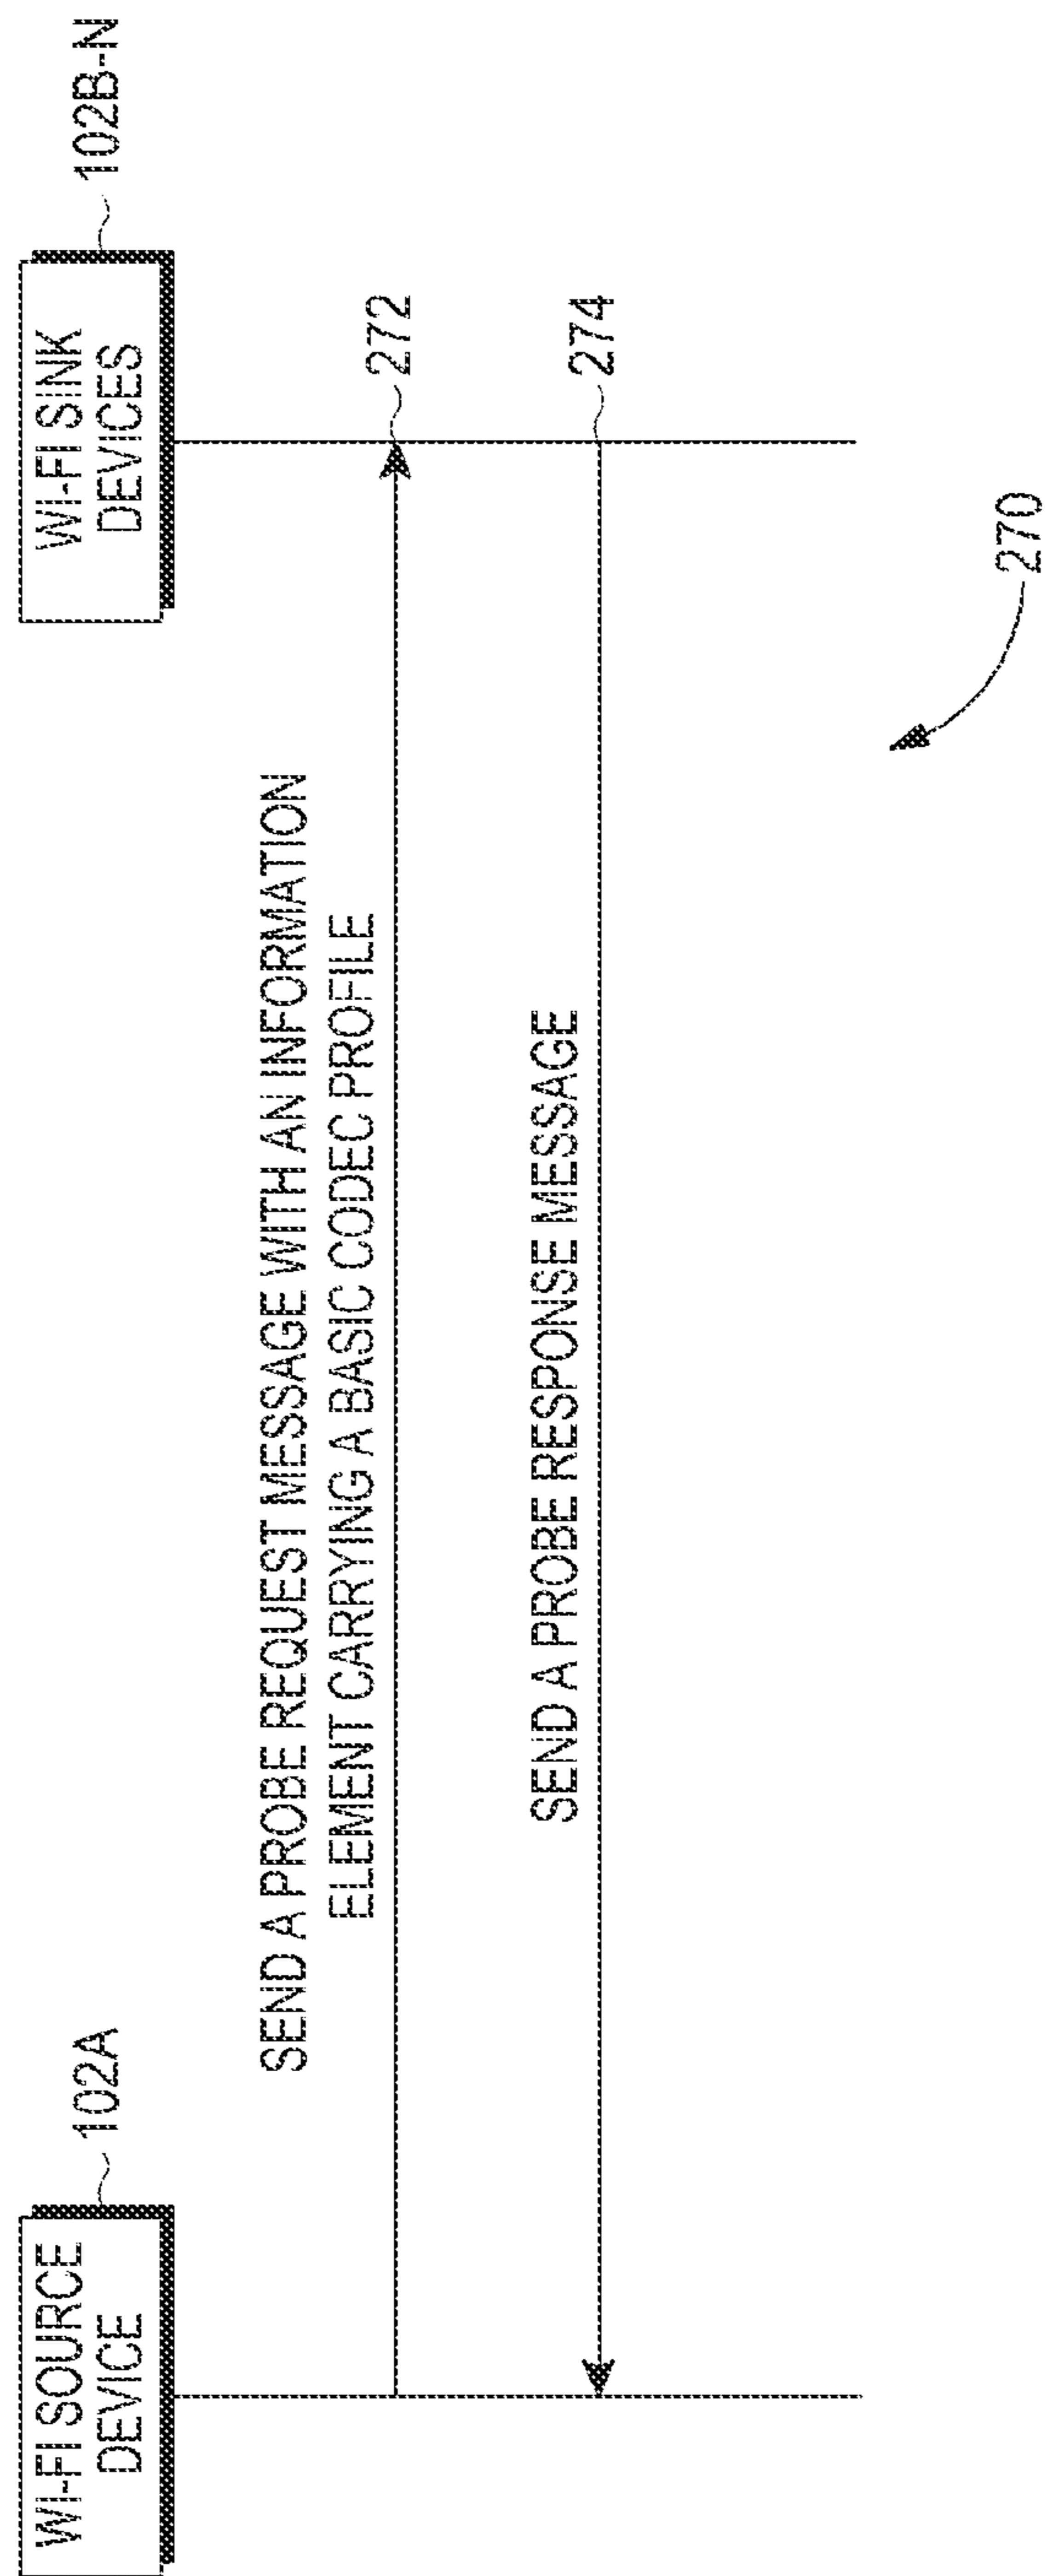 WI-FI SOURCE
DEVICE
102A
WI-FI SINK
DEVICES
102B-N
SEND A PROBE REQUEST MESSAGE WITH AN INFORMATION
ELEMENT CARRYING A BASIC CODEC PROFILE
272
SEND A PROBE RESPONSE MESSAGE
274
270